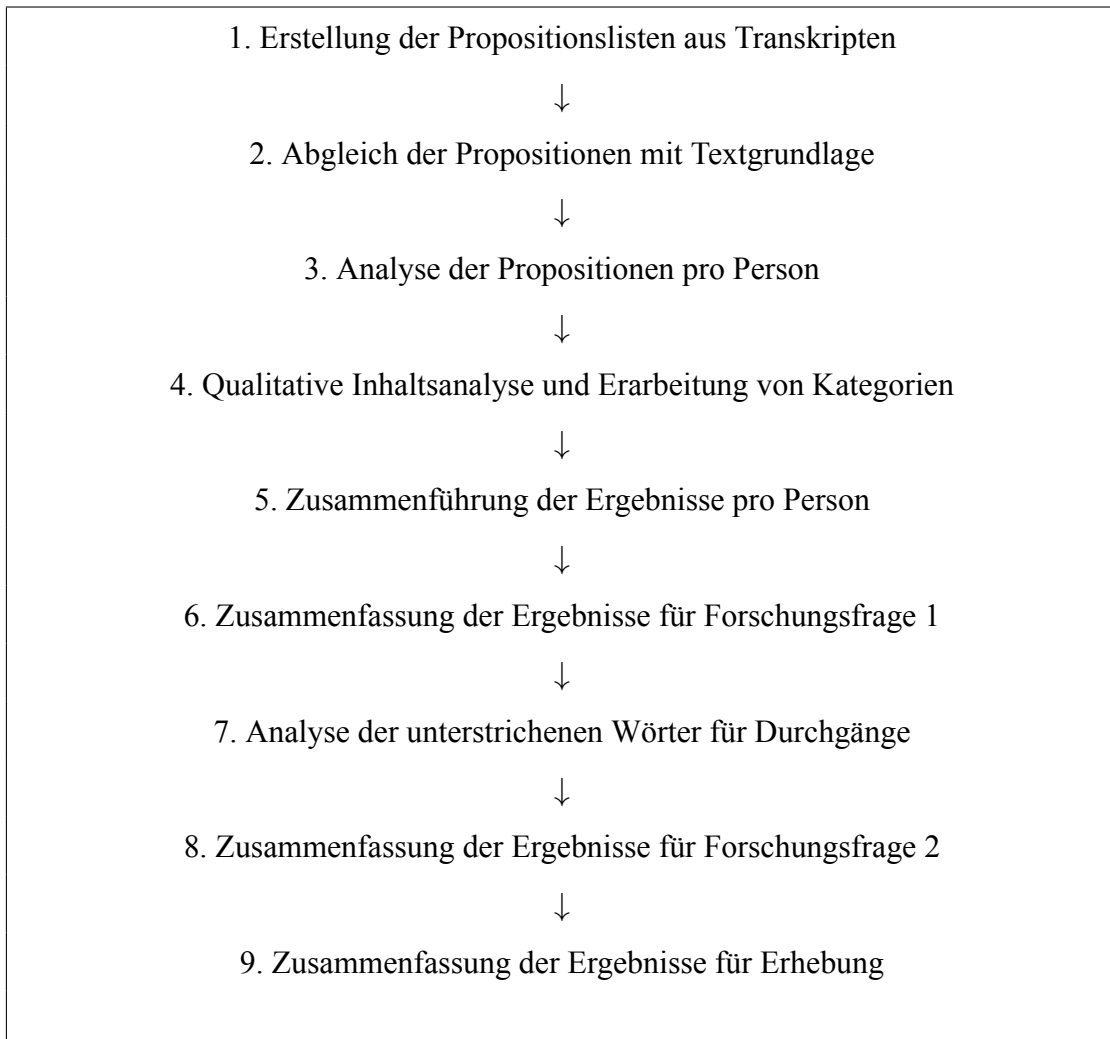 1. Erstellung der Propositionslisten aus Transkripten
↓
2. Abgleich der Propositionen mit Textgrundlage
↓
3. Analyse der Propositionen pro Person
↓
4. Qualitative Inhaltsanalyse und Erarbeitung von Kategorien
↓
5. Zusammenführung der Ergebnisse pro Person
↓
6. Zusammenfassung der Ergebnisse für Forschungsfrage 1
↓
7. Analyse der unterstrichenen Wörter für Durchgänge
↓
8. Zusammenfassung der Ergebnisse für Forschungsfrage 2
↓
9. Zusammenfassung der Ergebnisse für Erhebung